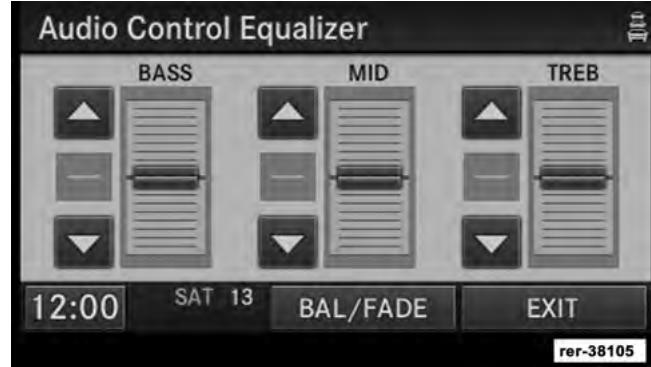 Audio Control Equalizer
BASS MID TREB
12:00 SAT 13 BAL/FADE EXIT
rer-38105